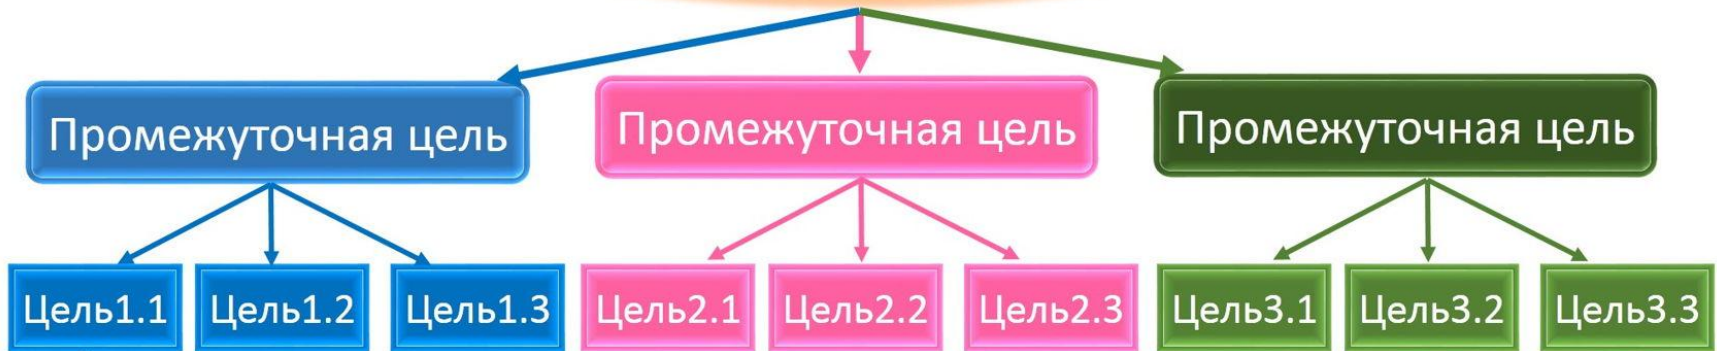 Промежуточная цель
Промежуточная цель
Промежуточная цель
Цель1.1
Цель1.2
Цель1.3
Цель2.1
Цель2.2
Цель2.3
Цель3.1
Цель3.2
Цель3.3